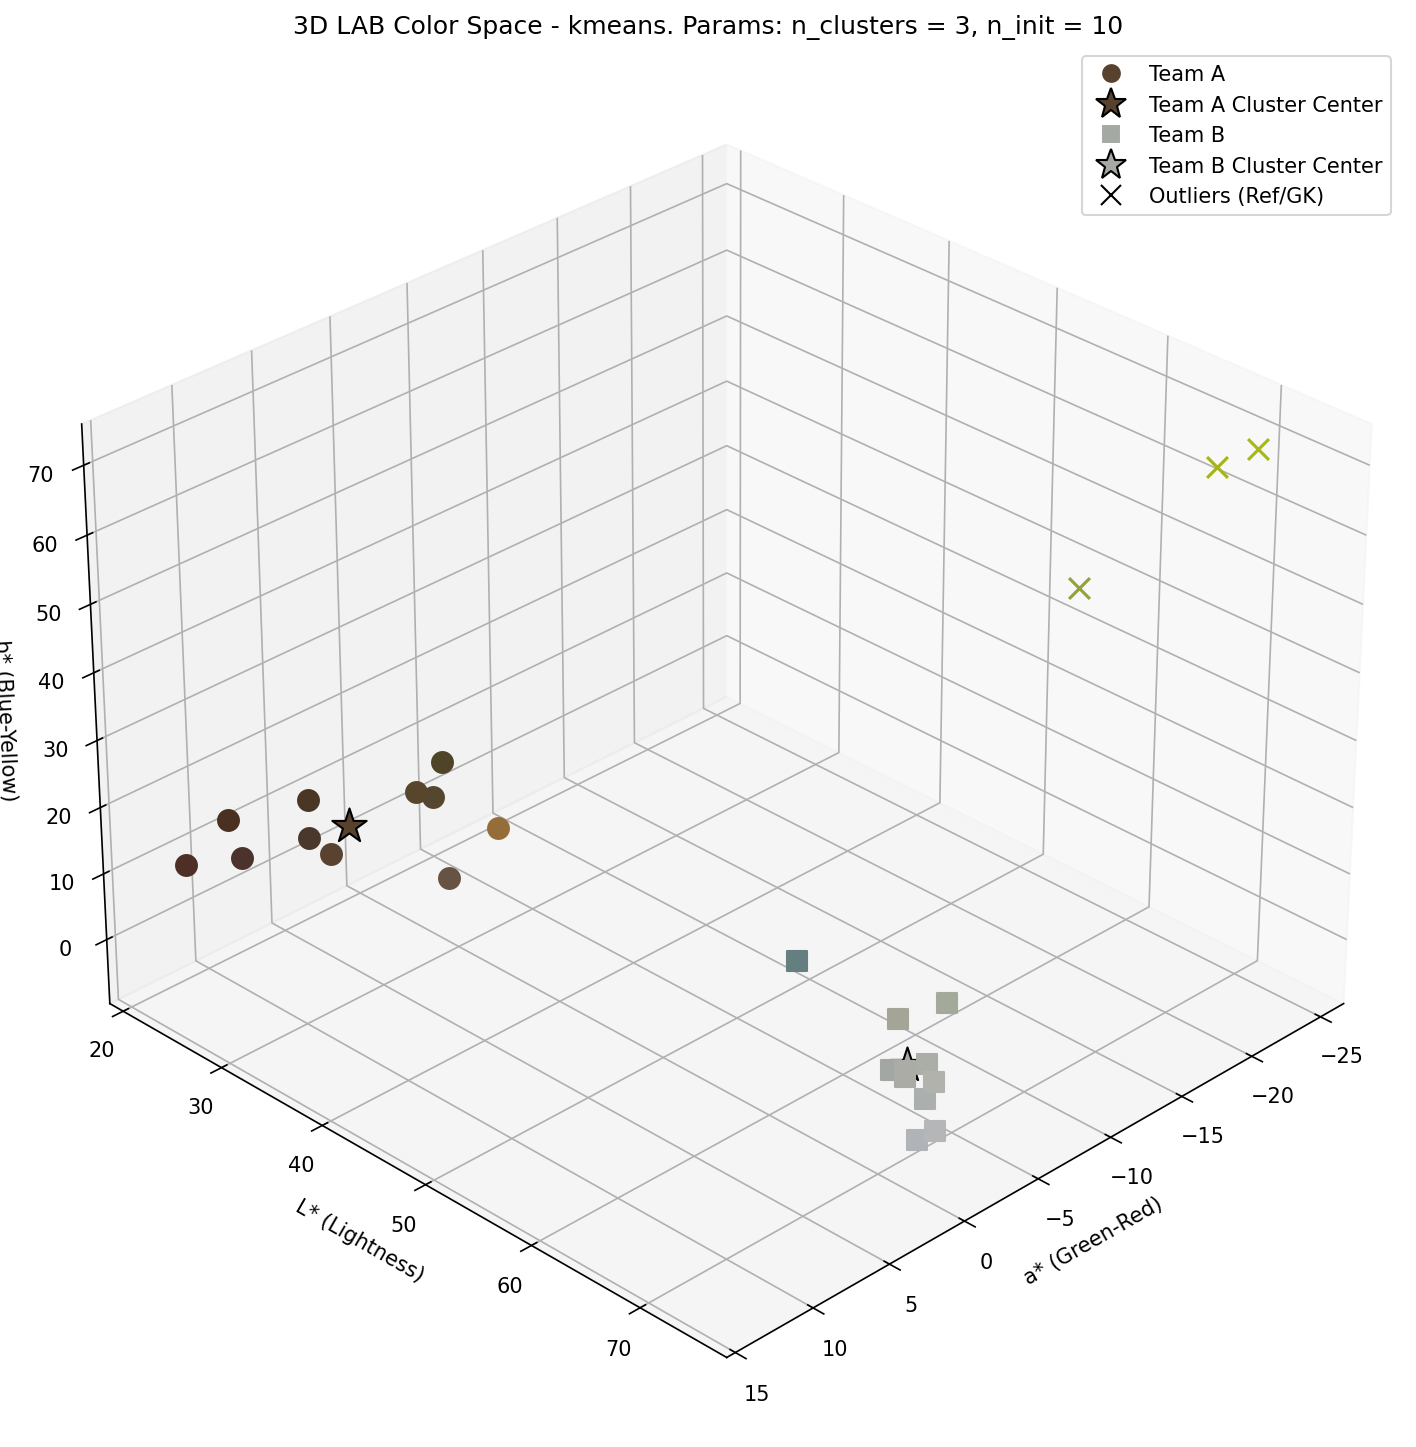 3D LAB Color Space - kmeans. Params: n_clusters = 3, n_init = 10
Team A
Team A Cluster Center
Team B
Team B Cluster Center
Outliers (Ref/GK)
70
60
50
40
30
20
10
0
b* (Blue-Yellow)
20
30
40
50
60
70
L* (Lightness)
−25
−20
−15
−10
−5
0
5
10
15
a* (Green-Red)